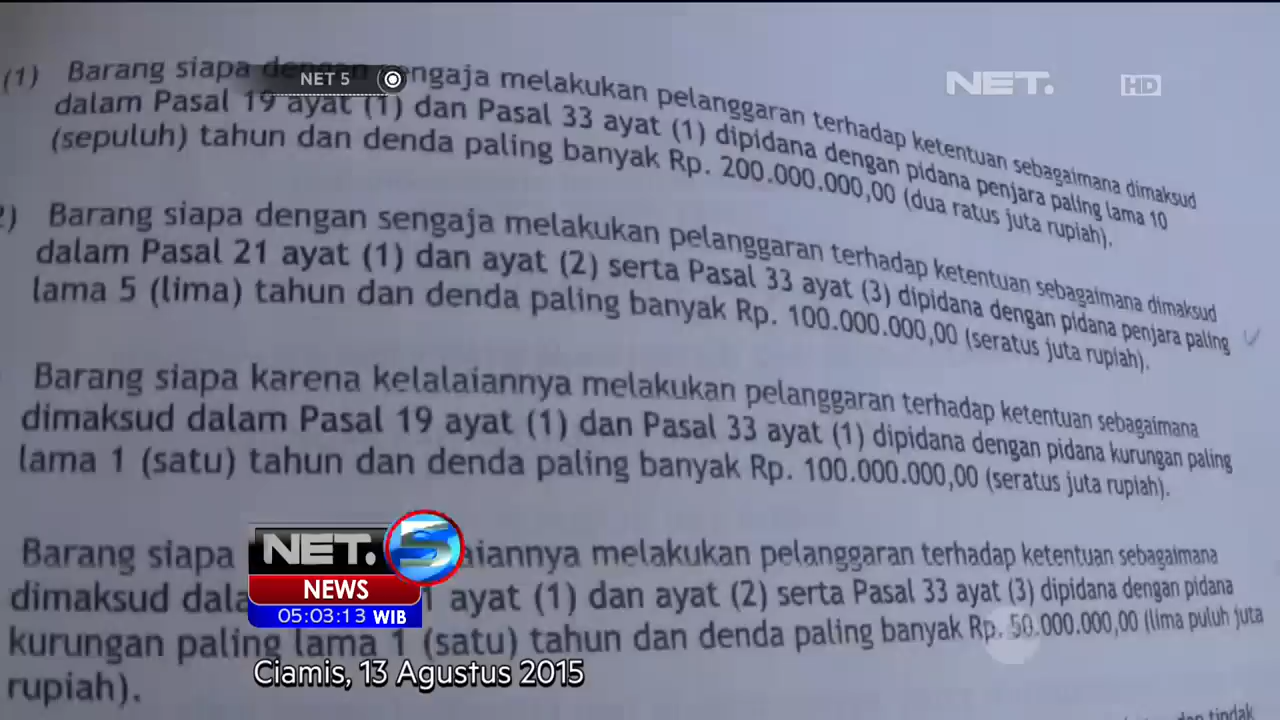 NET 5
NET.
HD
(1) Barang siapa dengan sengaja melakukan pelanggaran terhadap ketentuan sebagaimana dimaksud
dalam Pasal 19 ayat (1) dan Pasal 33 ayat (1) dipidana dengan pidana penjara paling lama 10
(sepuluh) tahun dan denda paling banyak Rp. 200.000.000,00 (dua ratus juta rupiah).
2) Barang siapa dengan sengaja melakukan pelanggaran terhadap ketentuan sebagaimana dimaksud
dalam Pasal 21 ayat (1) dan ayat (2) serta Pasal 33 ayat (3) dipidana dengan pidana penjara paling
lama 5 (lima) tahun dan denda paling banyak Rp. 100.000.000,00 (seratus juta rupiah).
Barang siapa karena kelalaiannya melakukan pelanggaran terhadap ketentuan sebagaimana
dimaksud dalam Pasal 19 ayat (1) dan Pasal 33 ayat (1) dipidana dengan pidana kurungan paling
lama 1 (satu) tahun dan denda paling banyak Rp. 100.000.000,00 (seratus juta rupiah).
Barang siapa aiannya melakukan pelanggaran terhadap ketentuan sebagaimana
dimaksud dala 1 ayat (1) dan ayat (2) serta Pasal 33 ayat (3) dipidana dengan pidana
kurungan paling lama 1 (satu) tahun dan denda paling banyak Rp. 50.000.000,00 (lima puluh juta
rupiah).
dan tindak
NET. 5
NEWS
05:03:13 WIB
Ciamis, 13 Agustus 2015